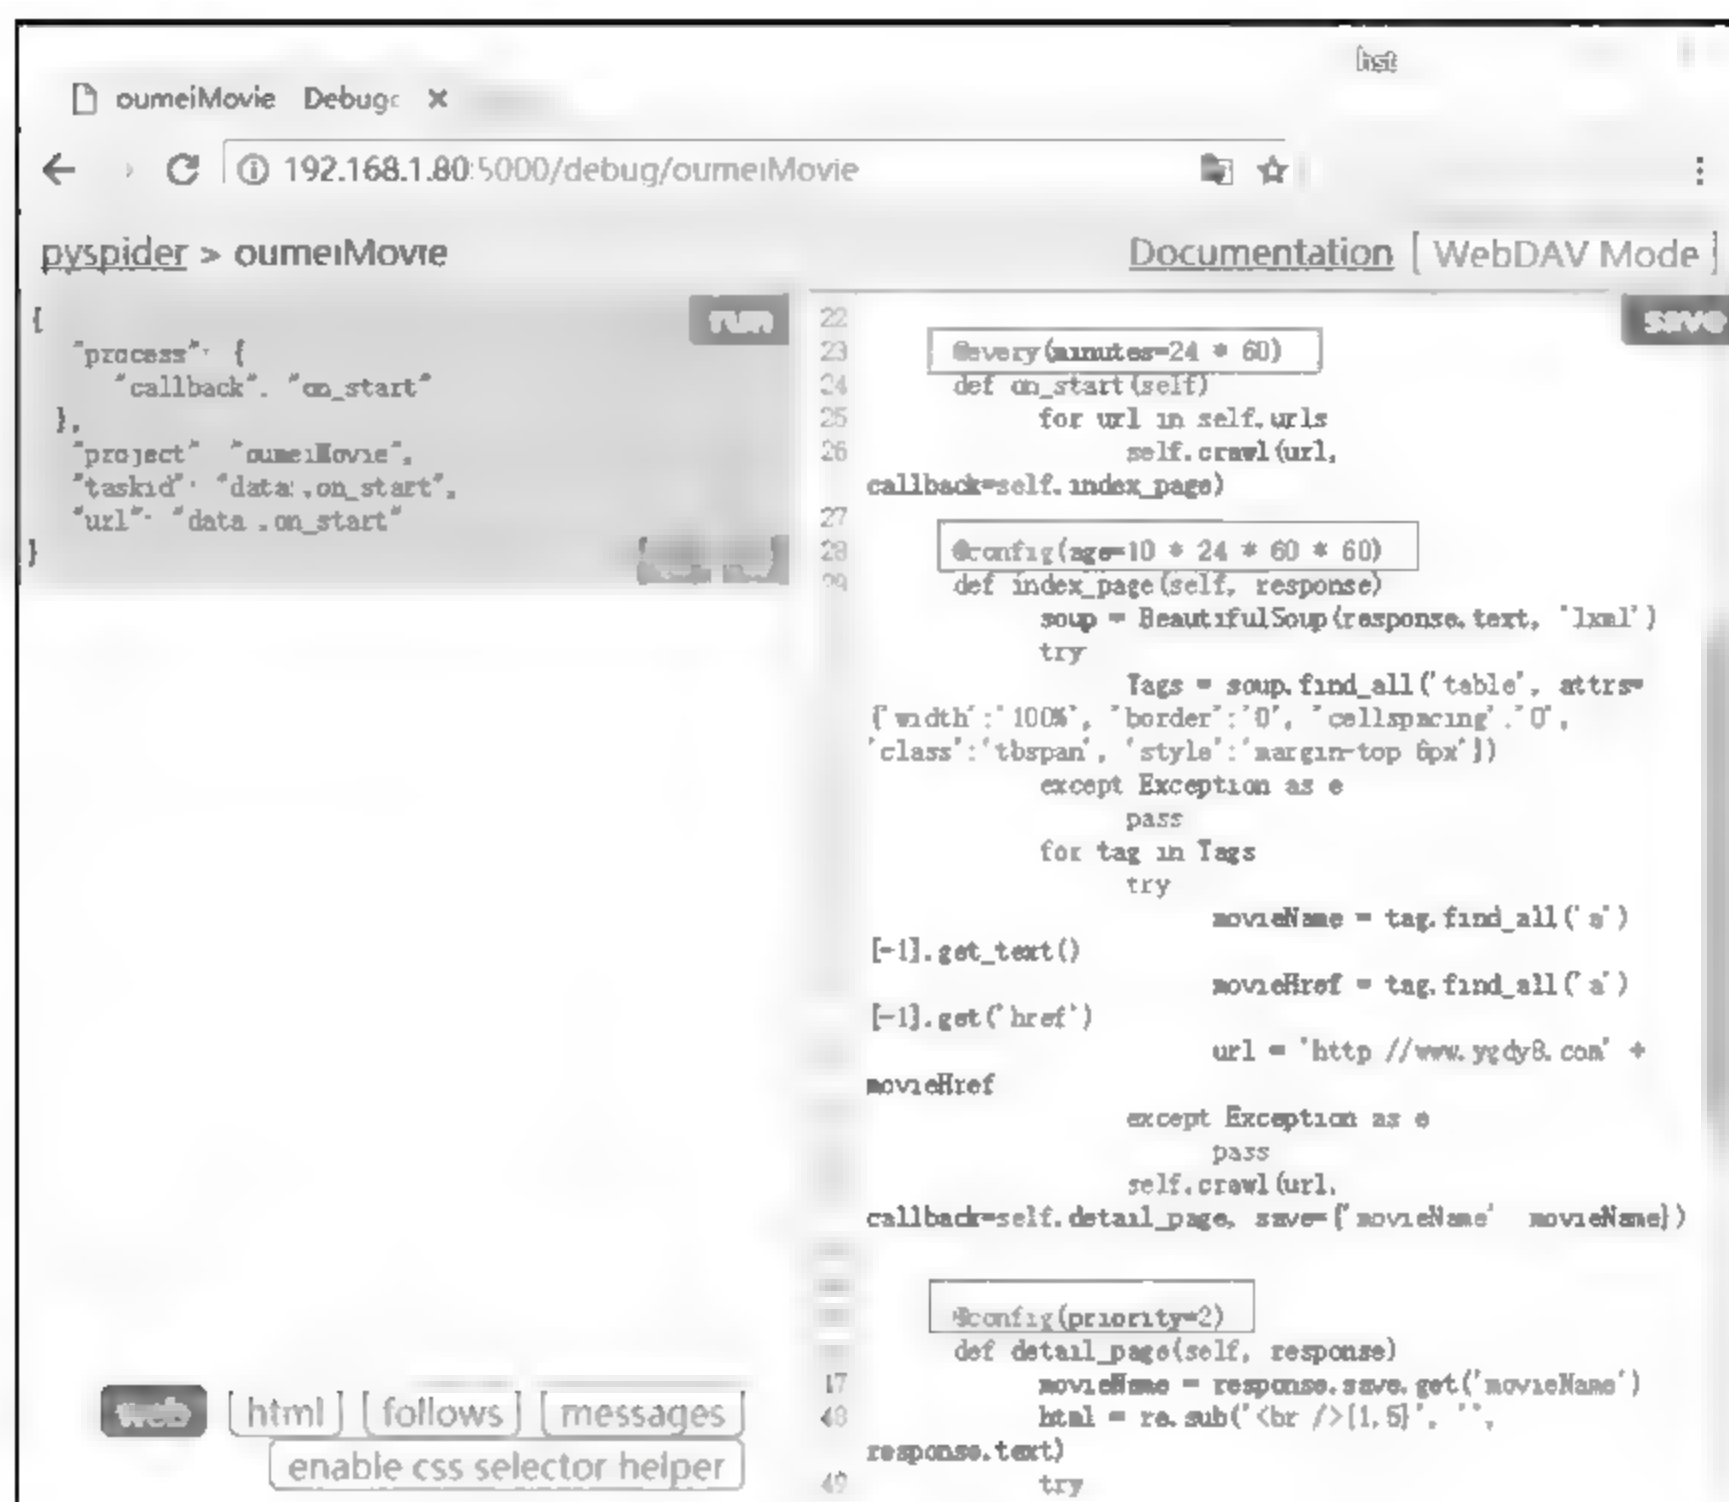 hst
oumeiMovie Debug
192.168.1.80:5000/debug/oumeiMovie
pyspider > oumeiMovie
Documentation [ WebDAV Mode ]
{
run
"process": {
"callback". "on_start"
},
"project" "oumeiMovie",
"taskid": "data:,on_start",
"url": "data ,on_start"
}
save
22
23 @every(minutes=24 * 60)
24 def on_start(self)
25 for url in self.urls
26 self.crawl(url,
callback=self.index_page)
27
28 @config(age=10 * 24 * 60 * 60)
29 def index_page(self, response)
soup = BeautifulSoup(response.text, 'lxml')
try
Tags = soup.find_all('table', attrs=
{'width':'100%', 'border':'0', 'cellspacing'.'0',
'class':'tbspan', 'style':'margin-top 6px'})
except Exception as e
pass
for tag in Tags
try
movieName = tag.find_all('a')
[-1].get_text()
movieHref = tag.find_all('a')
[-1].get('href')
url = 'http //www.ygdy8.com' +
movieHref
except Exception as e
pass
self.crawl(url,
callback=self.detail_page, save={'movieName' movieName})
@config(priority=2)
def detail_page(self, response)
17 movieName = response.save.get('movieName')
48 html = re.sub('<br />{1,5}', '',
response.text)
49 try
web html follows messages
enable css selector helper